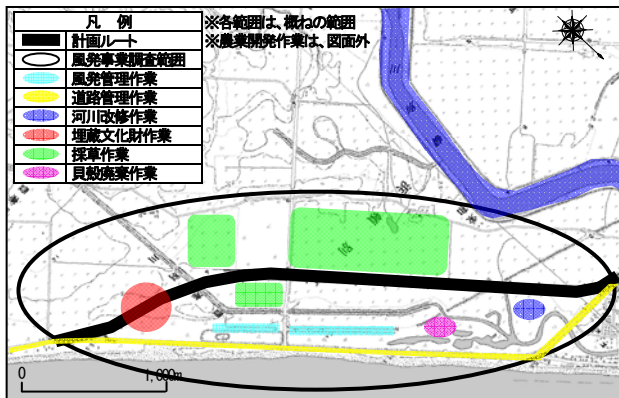 凡 例
計画ルート
風発事業調査範囲
風発管理作業
道路管理作業
河川改修作業
埋蔵文化財作業
採草作業
貝殻廃棄作業
※各範囲は、概ねの範囲
※農業開発作業は、図面外
川
0
1,000m